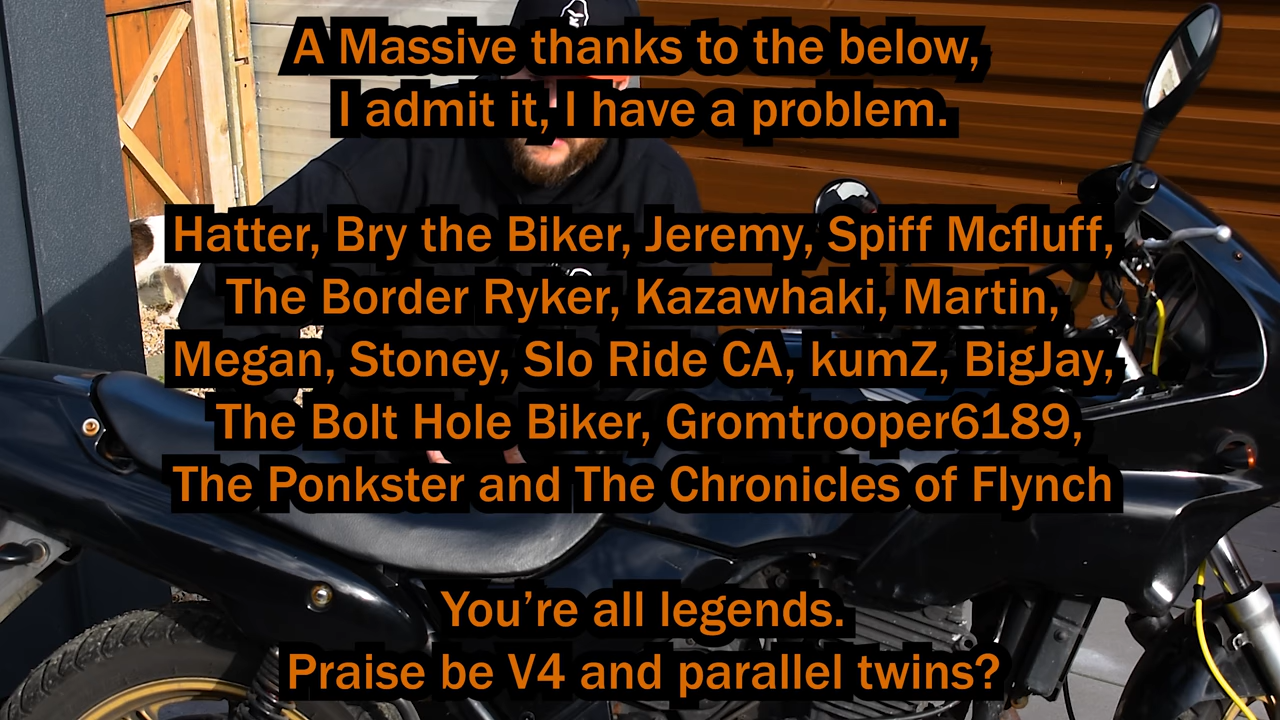 A Massive thanks to the below,
I admit it, I have a problem.
Hatter, Bry the Biker, Jeremy, Spiff Mcfluff,
The Border Ryker, Kazawhaki, Martin,
Megan, Stoney, Slo Ride CA, kumZ, BigJay,
The Bolt Hole Biker, Gromtrooper6189,
The Ponkster and The Chronicles of Flynch
You’re all legends.
Praise be V4 and parallel twins?